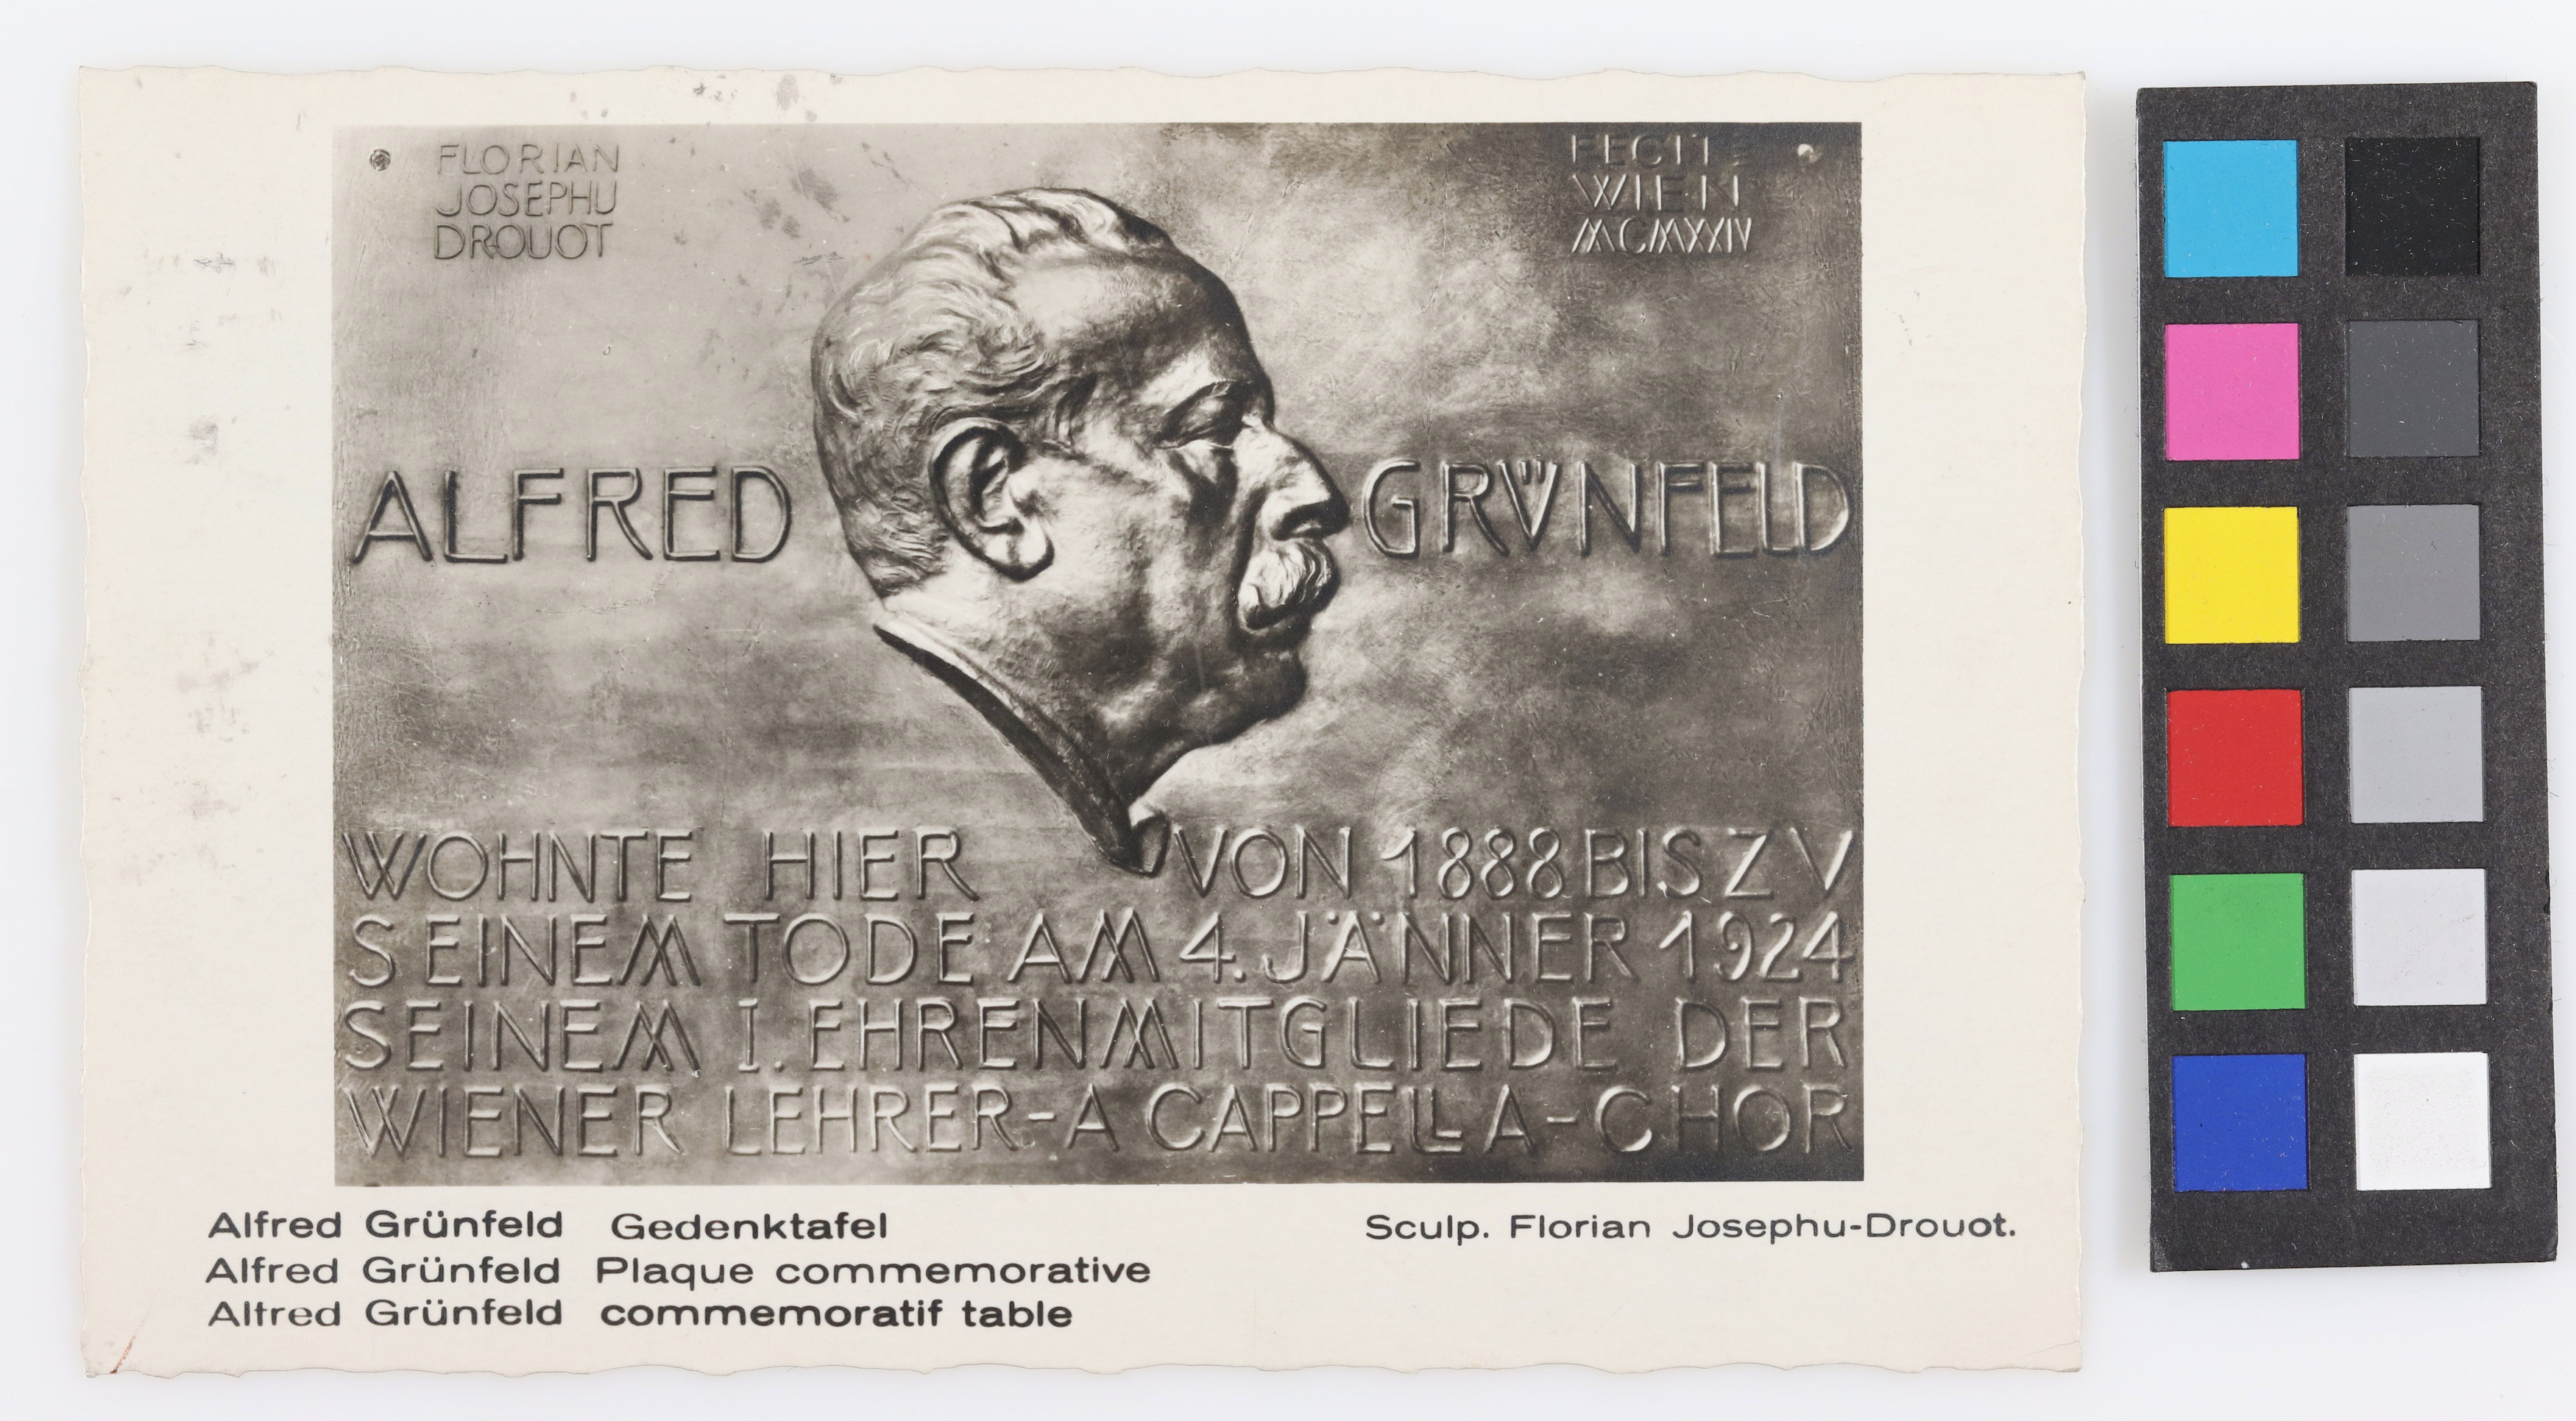 FLORIAN
JOSEPHU
DROUOT
FECIT
WIEN
MCMXXIV
ALFRED GRÜNFELD
WOHNTE HIER VON 1888 BIS ZV
SEINEM TODE AM 4. JÄNNER 1924
SEINEM I. EHRENMITGLIEDE DER
WIENER LEHRER-A CAPPELLA-CHOR
Alfred Grünfeld Gedenktafel
Sculp. Florian Josephu-Drouot.
Alfred Grünfeld Plaque commemorative
Alfred Grünfeld commemoratif table